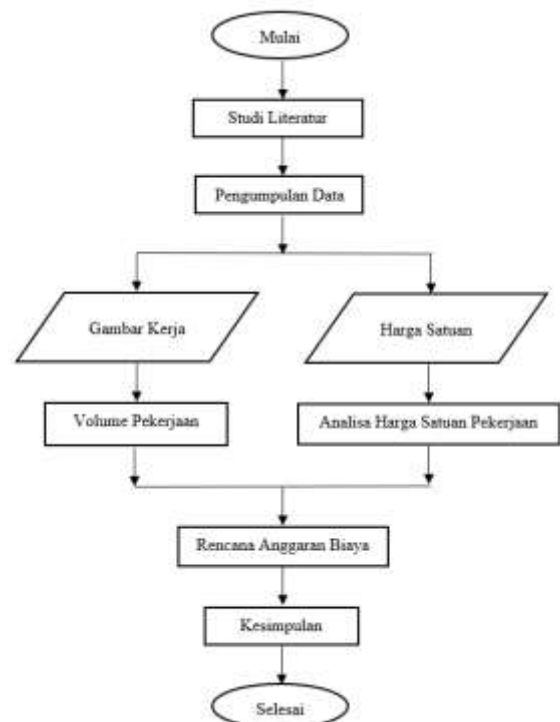 Mulai
Studi Literatur
Pengumpulan Data
Gambar Kerja
Harga Satuan
Volume Pekerjaan
Analisa Harga Satuan Pekerjaan
Rencana Anggaran Biaya
Kesimpulan
Selesai